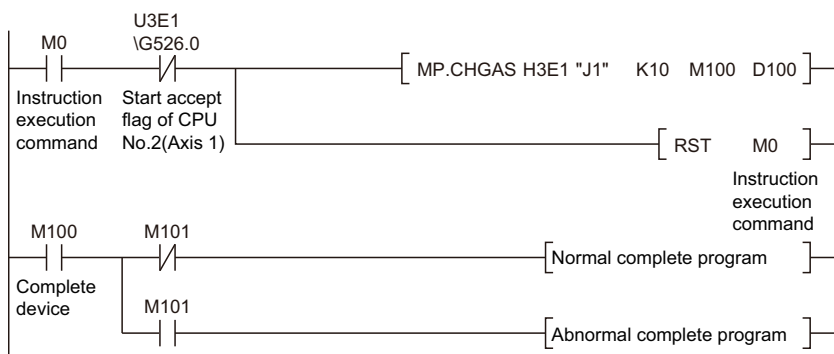 U3E1
M0 \G526.0
MP.CHGAS H3E1 "J1" K10 M100 D100
Instruction execution command
Start accept flag of CPU No.2(Axis 1)
RST M0
Instruction execution command
M100 M101
Normal complete program
Complete device
M101
Abnormal complete program